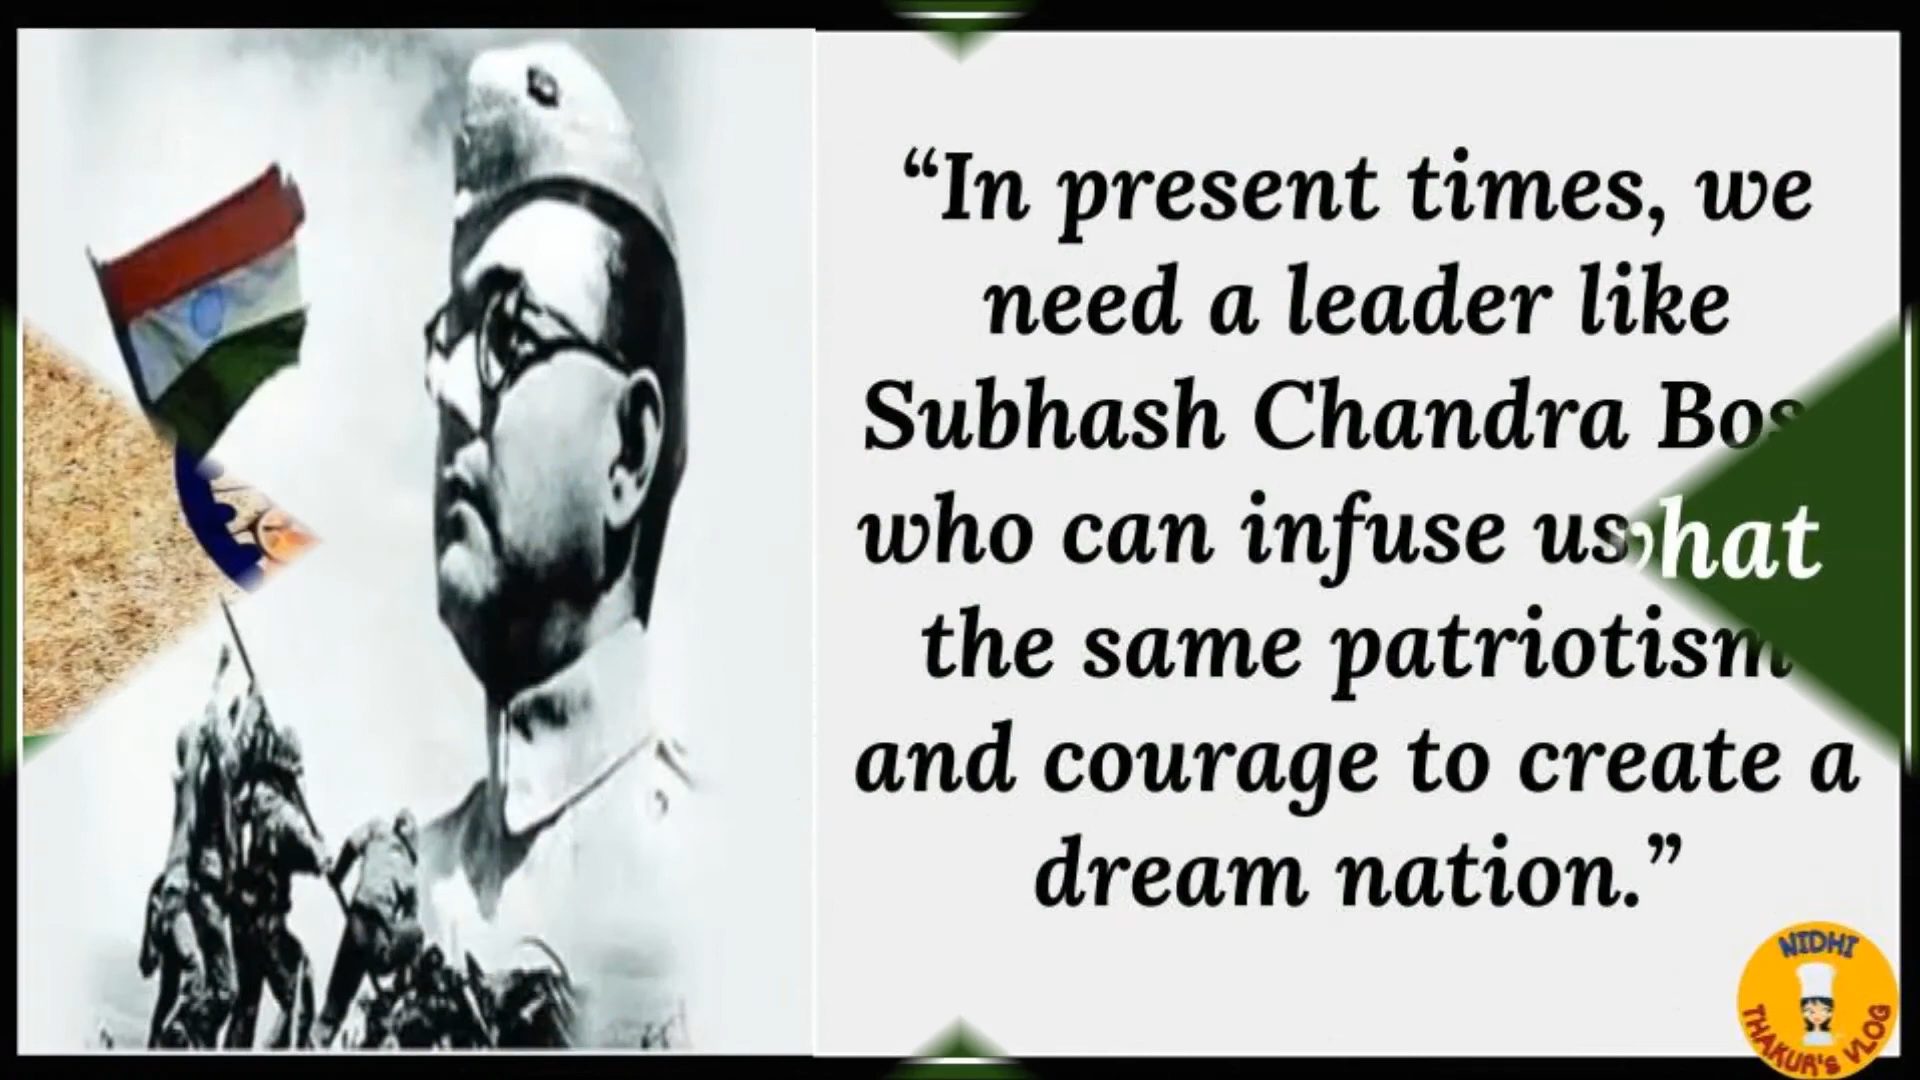 “In present times, we
need a leader like
Subhash Chandra Bos
who can infuse us
hat
the same patriotism
and courage to create a
dream nation.”
NIDHI
THAKUR'S VLOG